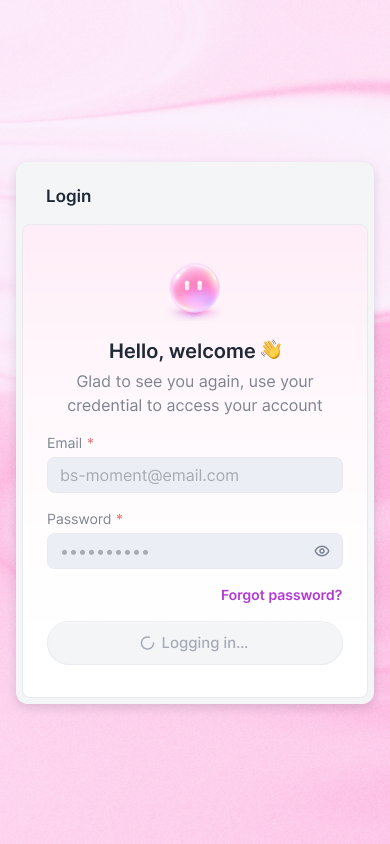 Login
Hello, welcome 👋
Glad to see you again, use your
credential to access your account
Email *
bs-moment@email.com
Password *
••••••••••
Forgot password?
Logging in...